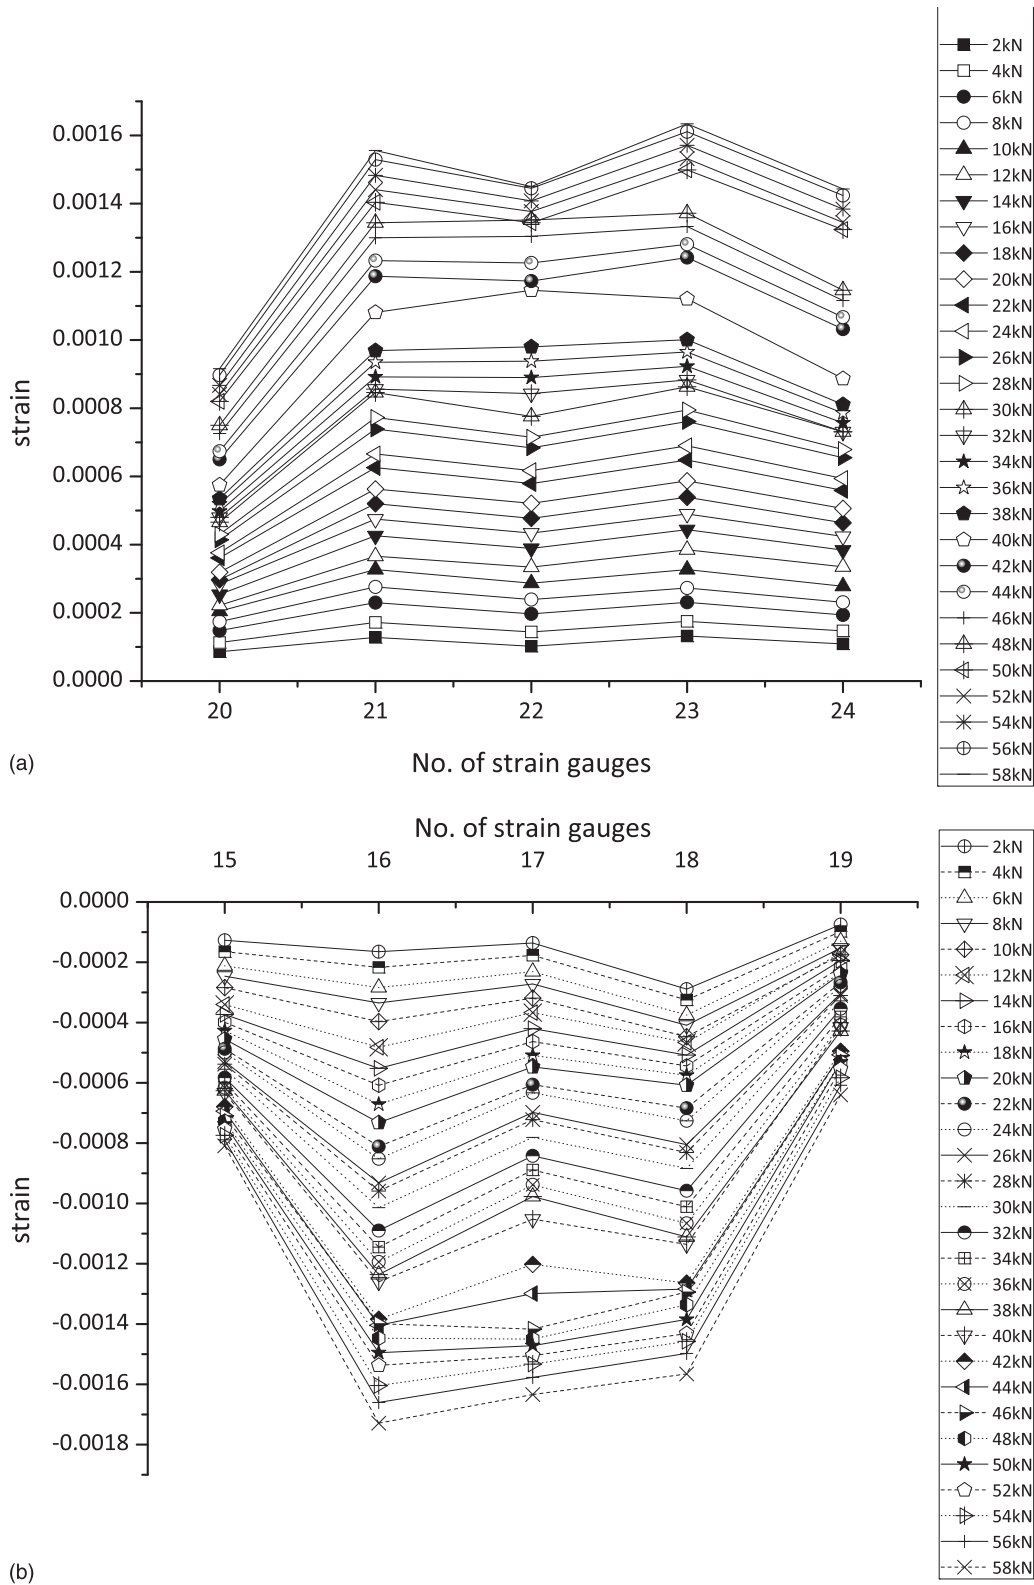 2kN
4kN
6kN
8kN
10kN
12kN
14kN
16kN
18kN
20kN
22kN
24kN
26kN
28kN
30kN
32kN
34kN
36kN
38kN
40kN
42kN
44kN
46kN
48kN
50kN
52kN
54kN
56kN
58kN
strain
0.0016
0.0014
0.0012
0.0010
0.0008
0.0006
0.0004
0.0002
0.0000
20 21 22 23 24
(a) No. of strain gauges
No. of strain gauges
15 16 17 18 19
strain
0.0000
-0.0002
-0.0004
-0.0006
-0.0008
-0.0010
-0.0012
-0.0014
-0.0016
-0.0018
2kN
4kN
6kN
8kN
10kN
12kN
14kN
16kN
18kN
20kN
22kN
24kN
26kN
28kN
30kN
32kN
34kN
36kN
38kN
40kN
42kN
44kN
46kN
48kN
50kN
52kN
54kN
56kN
58kN
(b)